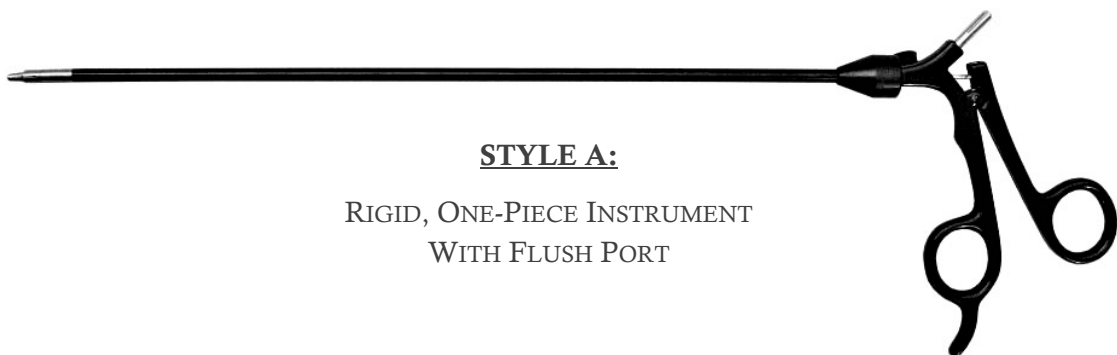 STYLE A:
RIGID, ONE-PIECE INSTRUMENT
WITH FLUSH PORT